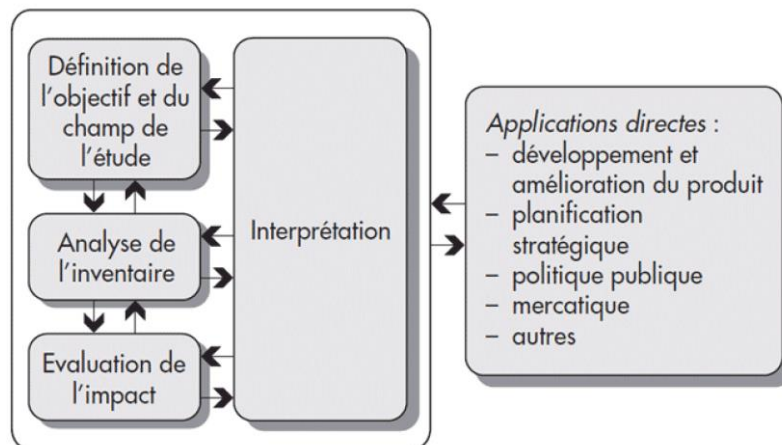 Définition de
l'objectif et du
champ de
l'étude
Analyse de
l'inventaire
Evaluation de
l'impact
Interprétation
Applications directes :
– développement et
amélioration du produit
– planification
stratégique
– politique publique
– mercatique
– autres